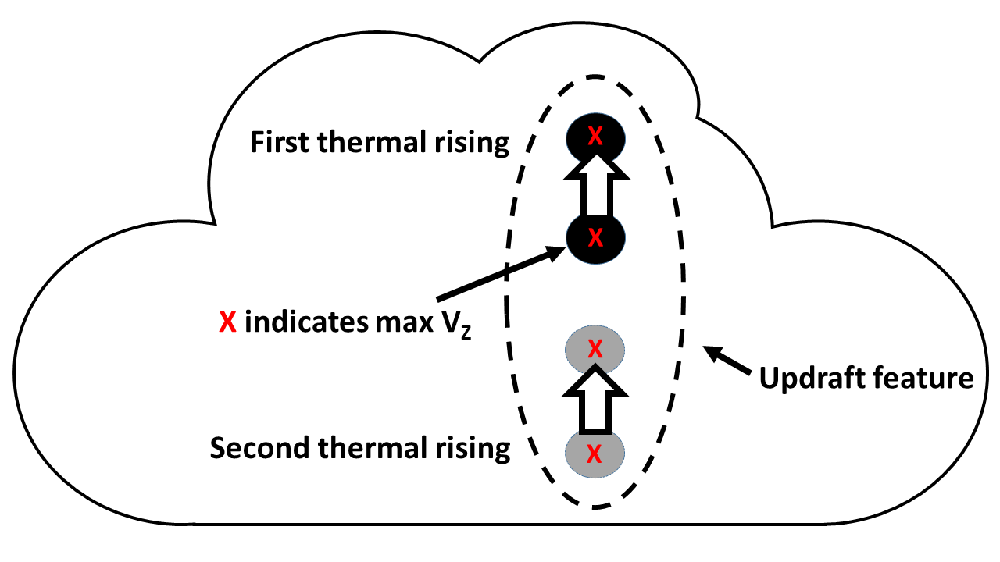 X
First thermal rising
X
X indicates max VZ
X
Updraft feature
Second thermal rising
X